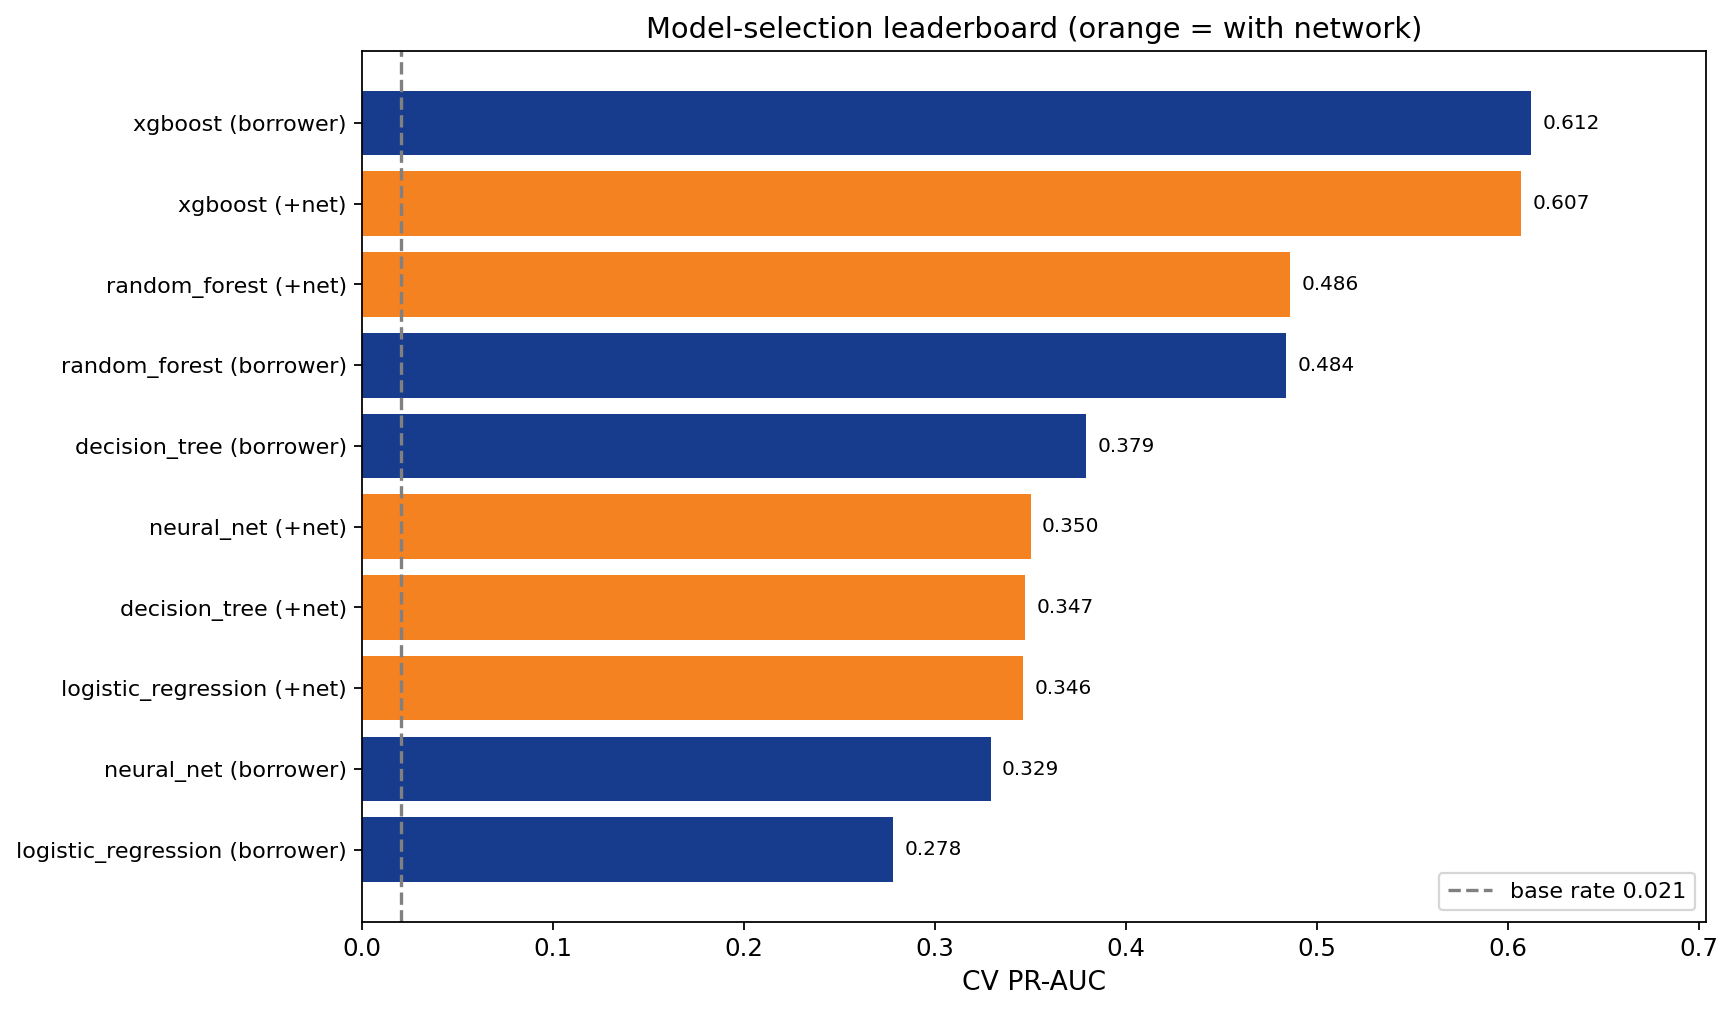 Model-selection leaderboard (orange = with network)
xgboost (borrower) 0.612
xgboost (+net) 0.607
random_forest (+net) 0.486
random_forest (borrower) 0.484
decision_tree (borrower) 0.379
neural_net (+net) 0.350
decision_tree (+net) 0.347
logistic_regression (+net) 0.346
neural_net (borrower) 0.329
logistic_regression (borrower) 0.278
base rate 0.021
0.0 0.1 0.2 0.3 0.4 0.5 0.6 0.7
CV PR-AUC